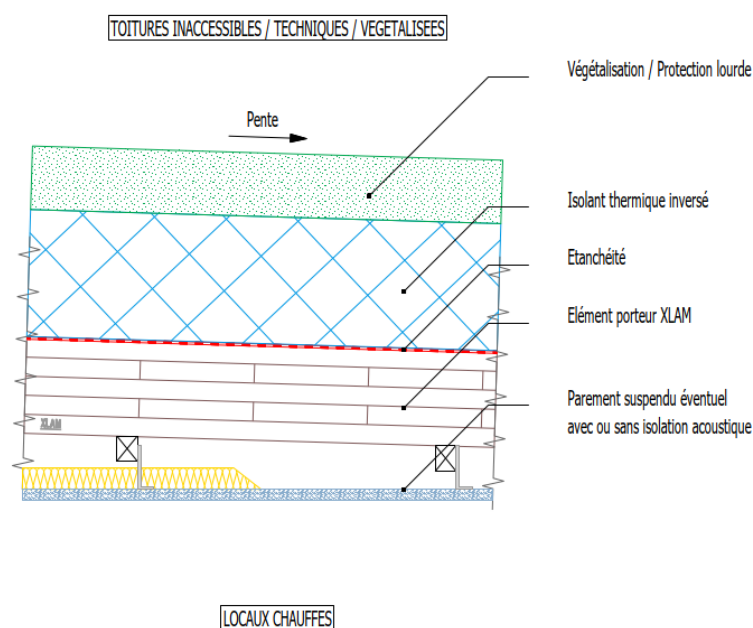 TOITURES INACCESSIBLES / TECHNIQUES / VEGETALISEES
Végétalisation / Protection lourde
Pente
Isolant thermique inversé
Etanchéité
Elément porteur XLAM
Parement suspendu éventuel
avec ou sans isolation acoustique
XLAM
LOCAUX CHAUFFES